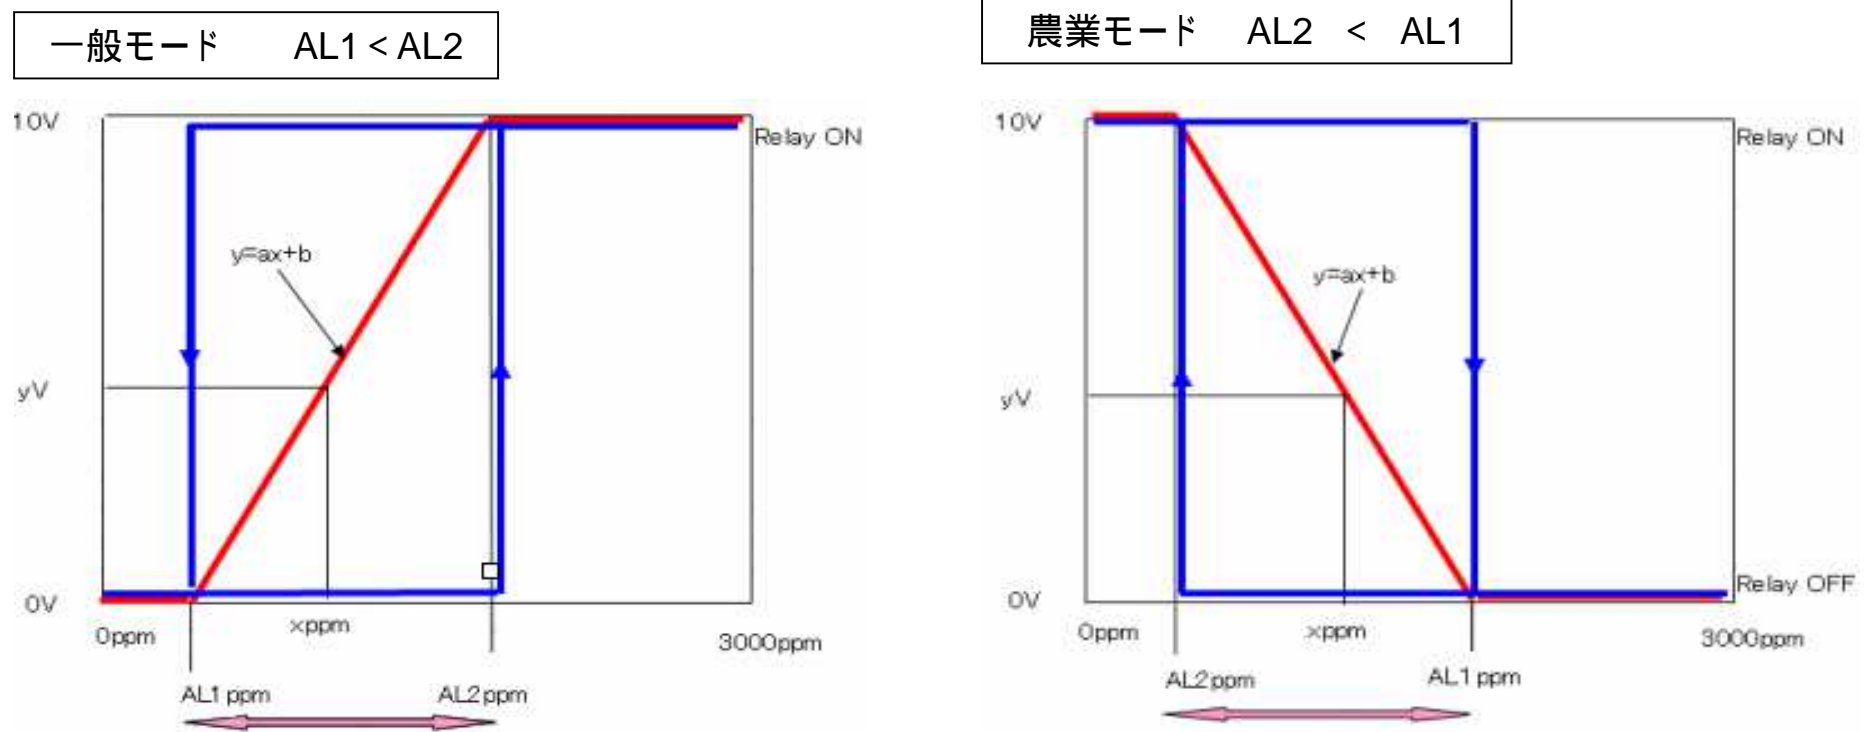 一般モード AL1 < AL2
10V
Relay ON
y=ax+b
yV
0V
0ppm
xppm
3000ppm
AL1 ppm
AL2ppm
農業モード AL2 < AL1
10V
Relay ON
y=ax+b
yV
0V
Relay OFF
0ppm
xppm
3000ppm
AL2ppm
AL1 ppm